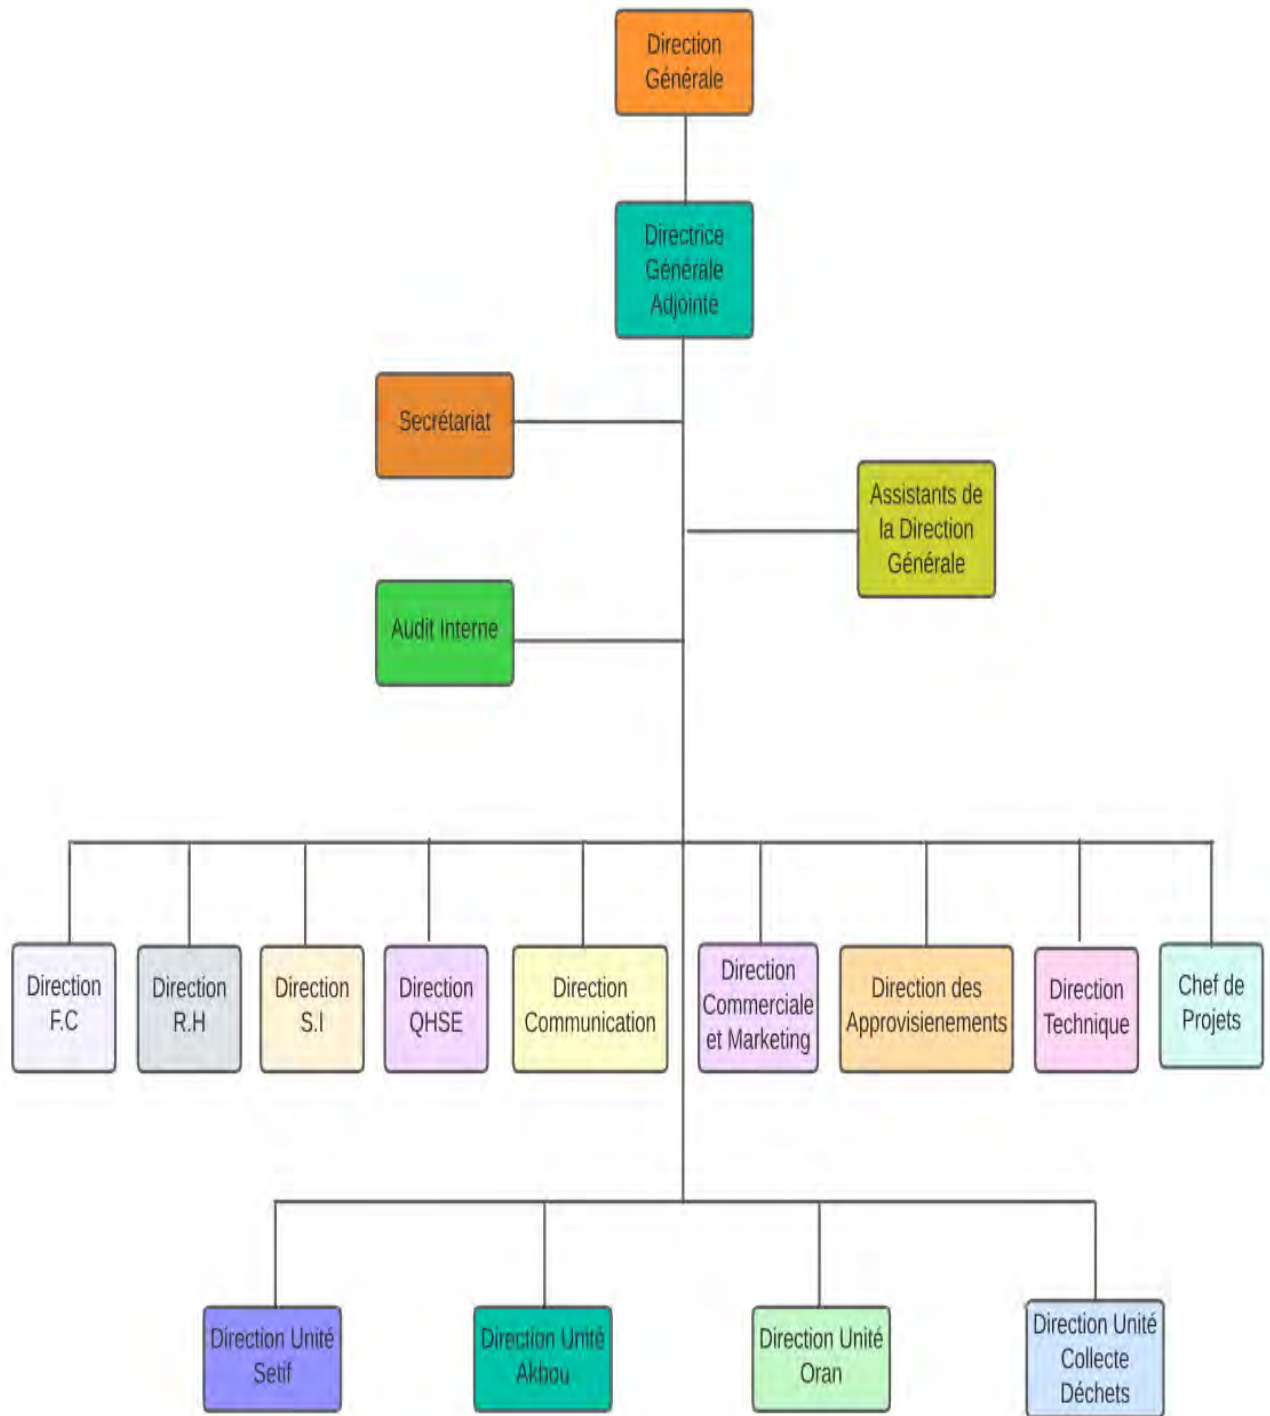 Direction
Générale
Directrice
Générale
Adjointe
Secrétariat
Assistants de
la Direction
Générale
Audit Interne
Direction
F.C
Direction
R.H
Direction
S.I
Direction
QHSE
Direction
Communication
Direction
Commerciale
et Marketing
Direction des
Approvisienements
Direction
Technique
Chef de
Projets
Direction Unité
Setif
Direction Unité
Akbou
Direction Unité
Oran
Direction Unité
Collecte
Déchets